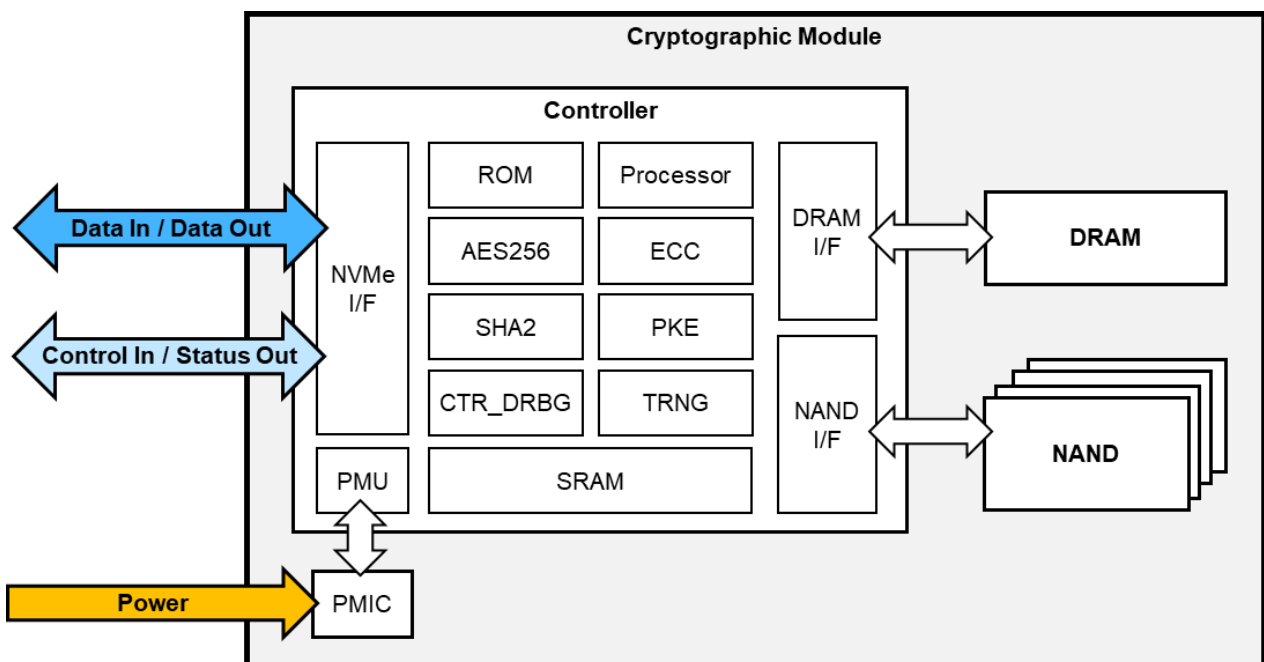 Cryptographic Module
Controller
NVMe
I/F
ROM
Processor
AES256
ECC
SHA2
PKE
CTR_DRBG
TRNG
PMU
SRAM
DRAM
I/F
NAND
I/F
Data In / Data Out
Control In / Status Out
Power
PMIC
DRAM
NAND